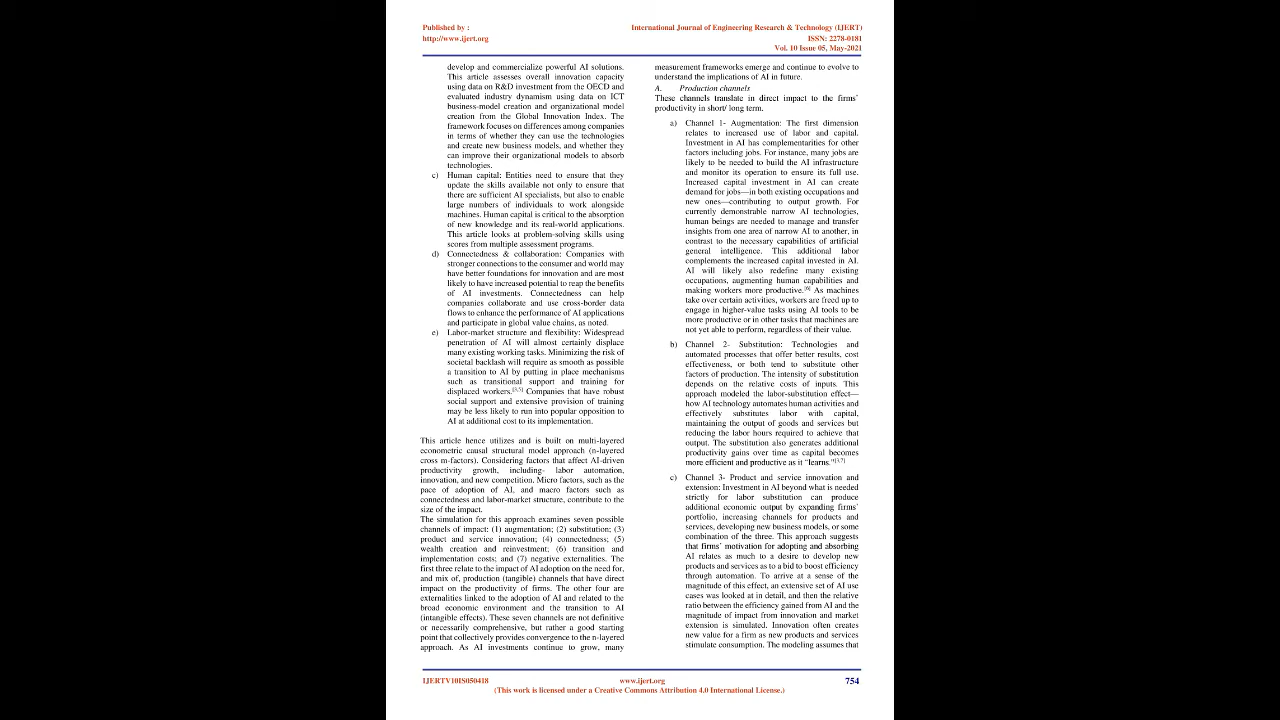 Published by :
http://www.ijert.org
International Journal of Engineering Research & Technology (IJERT)
ISSN: 2278-0181
Vol. 10 Issue 05, May-2021
develop and commercialize powerful AI solutions.
This article assesses overall innovation capacity
using data on R&D investment from the OECD and
evaluated industry dynamism using data on ICT
business-model creation and organizational model
creation from the Global Innovation Index. The
framework focuses on differences among companies
in terms of whether they can use the technologies
and create new business models, and whether they
can improve their organizational models to absorb
technologies.
c) Human capital: Entities need to ensure that they
update the skills available not only to ensure that
there are sufficient AI specialists, but also to enable
large numbers of individuals to work alongside
machines. Human capital is critical to the absorption
of new knowledge and its real-world applications.
This article looks at problem-solving skills using
scores from multiple assessment programs.
d) Connectedness & collaboration: Companies with
stronger connections to the consumer and world may
have better foundations for innovation and are most
likely to have increased potential to reap the benefits
of AI investments. Connectedness can help
companies collaborate and use cross-border data
flows to enhance the performance of AI applications
and participate in global value chains, as noted.
e) Labor-market structure and flexibility: Widespread
penetration of AI will almost certainly displace
many existing working tasks. Minimizing the risk of
societal backlash will require as smooth as possible
a transition to AI by putting in place mechanisms
such as transitional support and training for
displaced workers.[3,5] Companies that have robust
social support and extensive provision of training
may be less likely to run into popular opposition to
AI at additional cost to its implementation.
This article hence utilizes and is built on multi-layered
econometric causal structural model approach (n-layered
cross m-factors). Considering factors that affect AI-driven
productivity growth, including- labor automation,
innovation, and new competition. Micro factors, such as the
pace of adoption of AI, and macro factors such as
connectedness and labor-market structure, contribute to the
size of the impact.
The simulation for this approach examines seven possible
channels of impact: (1) augmentation; (2) substitution; (3)
product and service innovation; (4) connectedness; (5)
wealth creation and reinvestment; (6) transition and
implementation costs; and (7) negative externalities. The
first three relate to the impact of AI adoption on the need for,
and mix of, production (tangible) channels that have direct
impact on the productivity of firms. The other four are
externalities linked to the adoption of AI and related to the
broad economic environment and the transition to AI
(intangible effects). These seven channels are not definitive
or necessarily comprehensive, but rather a good starting
point that collectively provides convergence to the n-layered
approach. As AI investments continue to grow, many
measurement frameworks emerge and continue to evolve to
understand the implications of AI in future.
A. Production channels
These channels translate in direct impact to the firms'
productivity in short/ long term.
a) Channel 1- Augmentation: The first dimension
relates to increased use of labor and capital.
Investment in AI has complementarities for other
factors including jobs. For instance, many jobs are
likely to be needed to build the AI infrastructure
and monitor its operation to ensure its full use.
Increased capital investment in AI can create
demand for jobs—in both existing occupations and
new ones—contributing to output growth. For
currently demonstrable narrow AI technologies,
human beings are needed to manage and transfer
insights from one area of narrow AI to another, in
contrast to the necessary capabilities of artificial
general intelligence. This additional labor
complements the increased capital invested in AI.
AI will likely also redefine many existing
occupations, augmenting human capabilities and
making workers more productive.[6] As machines
take over certain activities, workers are freed up to
engage in higher-value tasks using AI tools to be
more productive or in other tasks that machines are
not yet able to perform, regardless of their value.
b) Channel 2- Substitution: Technologies and
automated processes that offer better results, cost
effectiveness, or both tend to substitute other
factors of production. The intensity of substitution
depends on the relative costs of inputs. This
approach modeled the labor-substitution effect—
how AI technology automates human activities and
effectively substitutes labor with capital,
maintaining the output of goods and services but
reducing the labor hours required to achieve that
output. The substitution also generates additional
productivity gains over time as capital becomes
more efficient and productive as it “learns.”[3,7]
c) Channel 3- Product and service innovation and
extension: Investment in AI beyond what is needed
strictly for labor substitution can produce
additional economic output by expanding firms'
portfolio, increasing channels for products and
services, developing new business models, or some
combination of the three. This approach suggests
that firms' motivation for adopting and absorbing
AI relates as much to a desire to develop new
products and services as to a bid to boost efficiency
through automation. To arrive at a sense of the
magnitude of this effect, an extensive set of AI use
cases was looked at in detail, and then the relative
ratio between the efficiency gained from AI and the
magnitude of impact from innovation and market
extension is simulated. Innovation often creates
new value for a firm as new products and services
stimulate consumption. The modeling assumes that
IJERTV10IS050418
www.ijert.org
754
(This work is licensed under a Creative Commons Attribution 4.0 International License.)